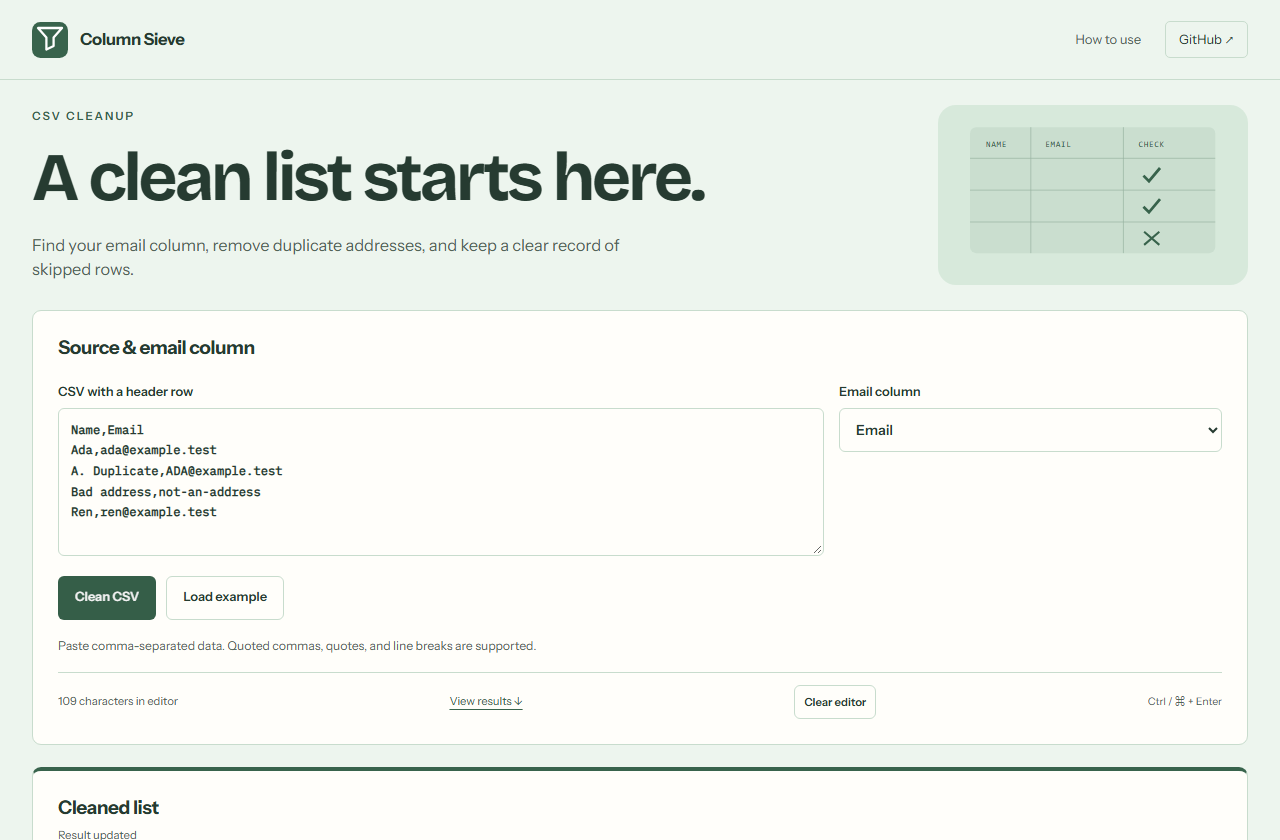 Column Sieve
How to use
GitHub ↗
CSV CLEANUP
A clean list starts here.
Find your email column, remove duplicate addresses, and keep a clear record of
skipped rows.
NAME EMAIL CHECK
Source & email column
CSV with a header row
Name,Email
Ada,ada@example.test
A. Duplicate,ADA@example.test
Bad address,not-an-address
Ren,ren@example.test
Email column
Email
Clean CSV
Load example
Paste comma-separated data. Quoted commas, quotes, and line breaks are supported.
109 characters in editor
View results ↓
Clear editor
Ctrl / ⌘ + Enter
Cleaned list
Result updated